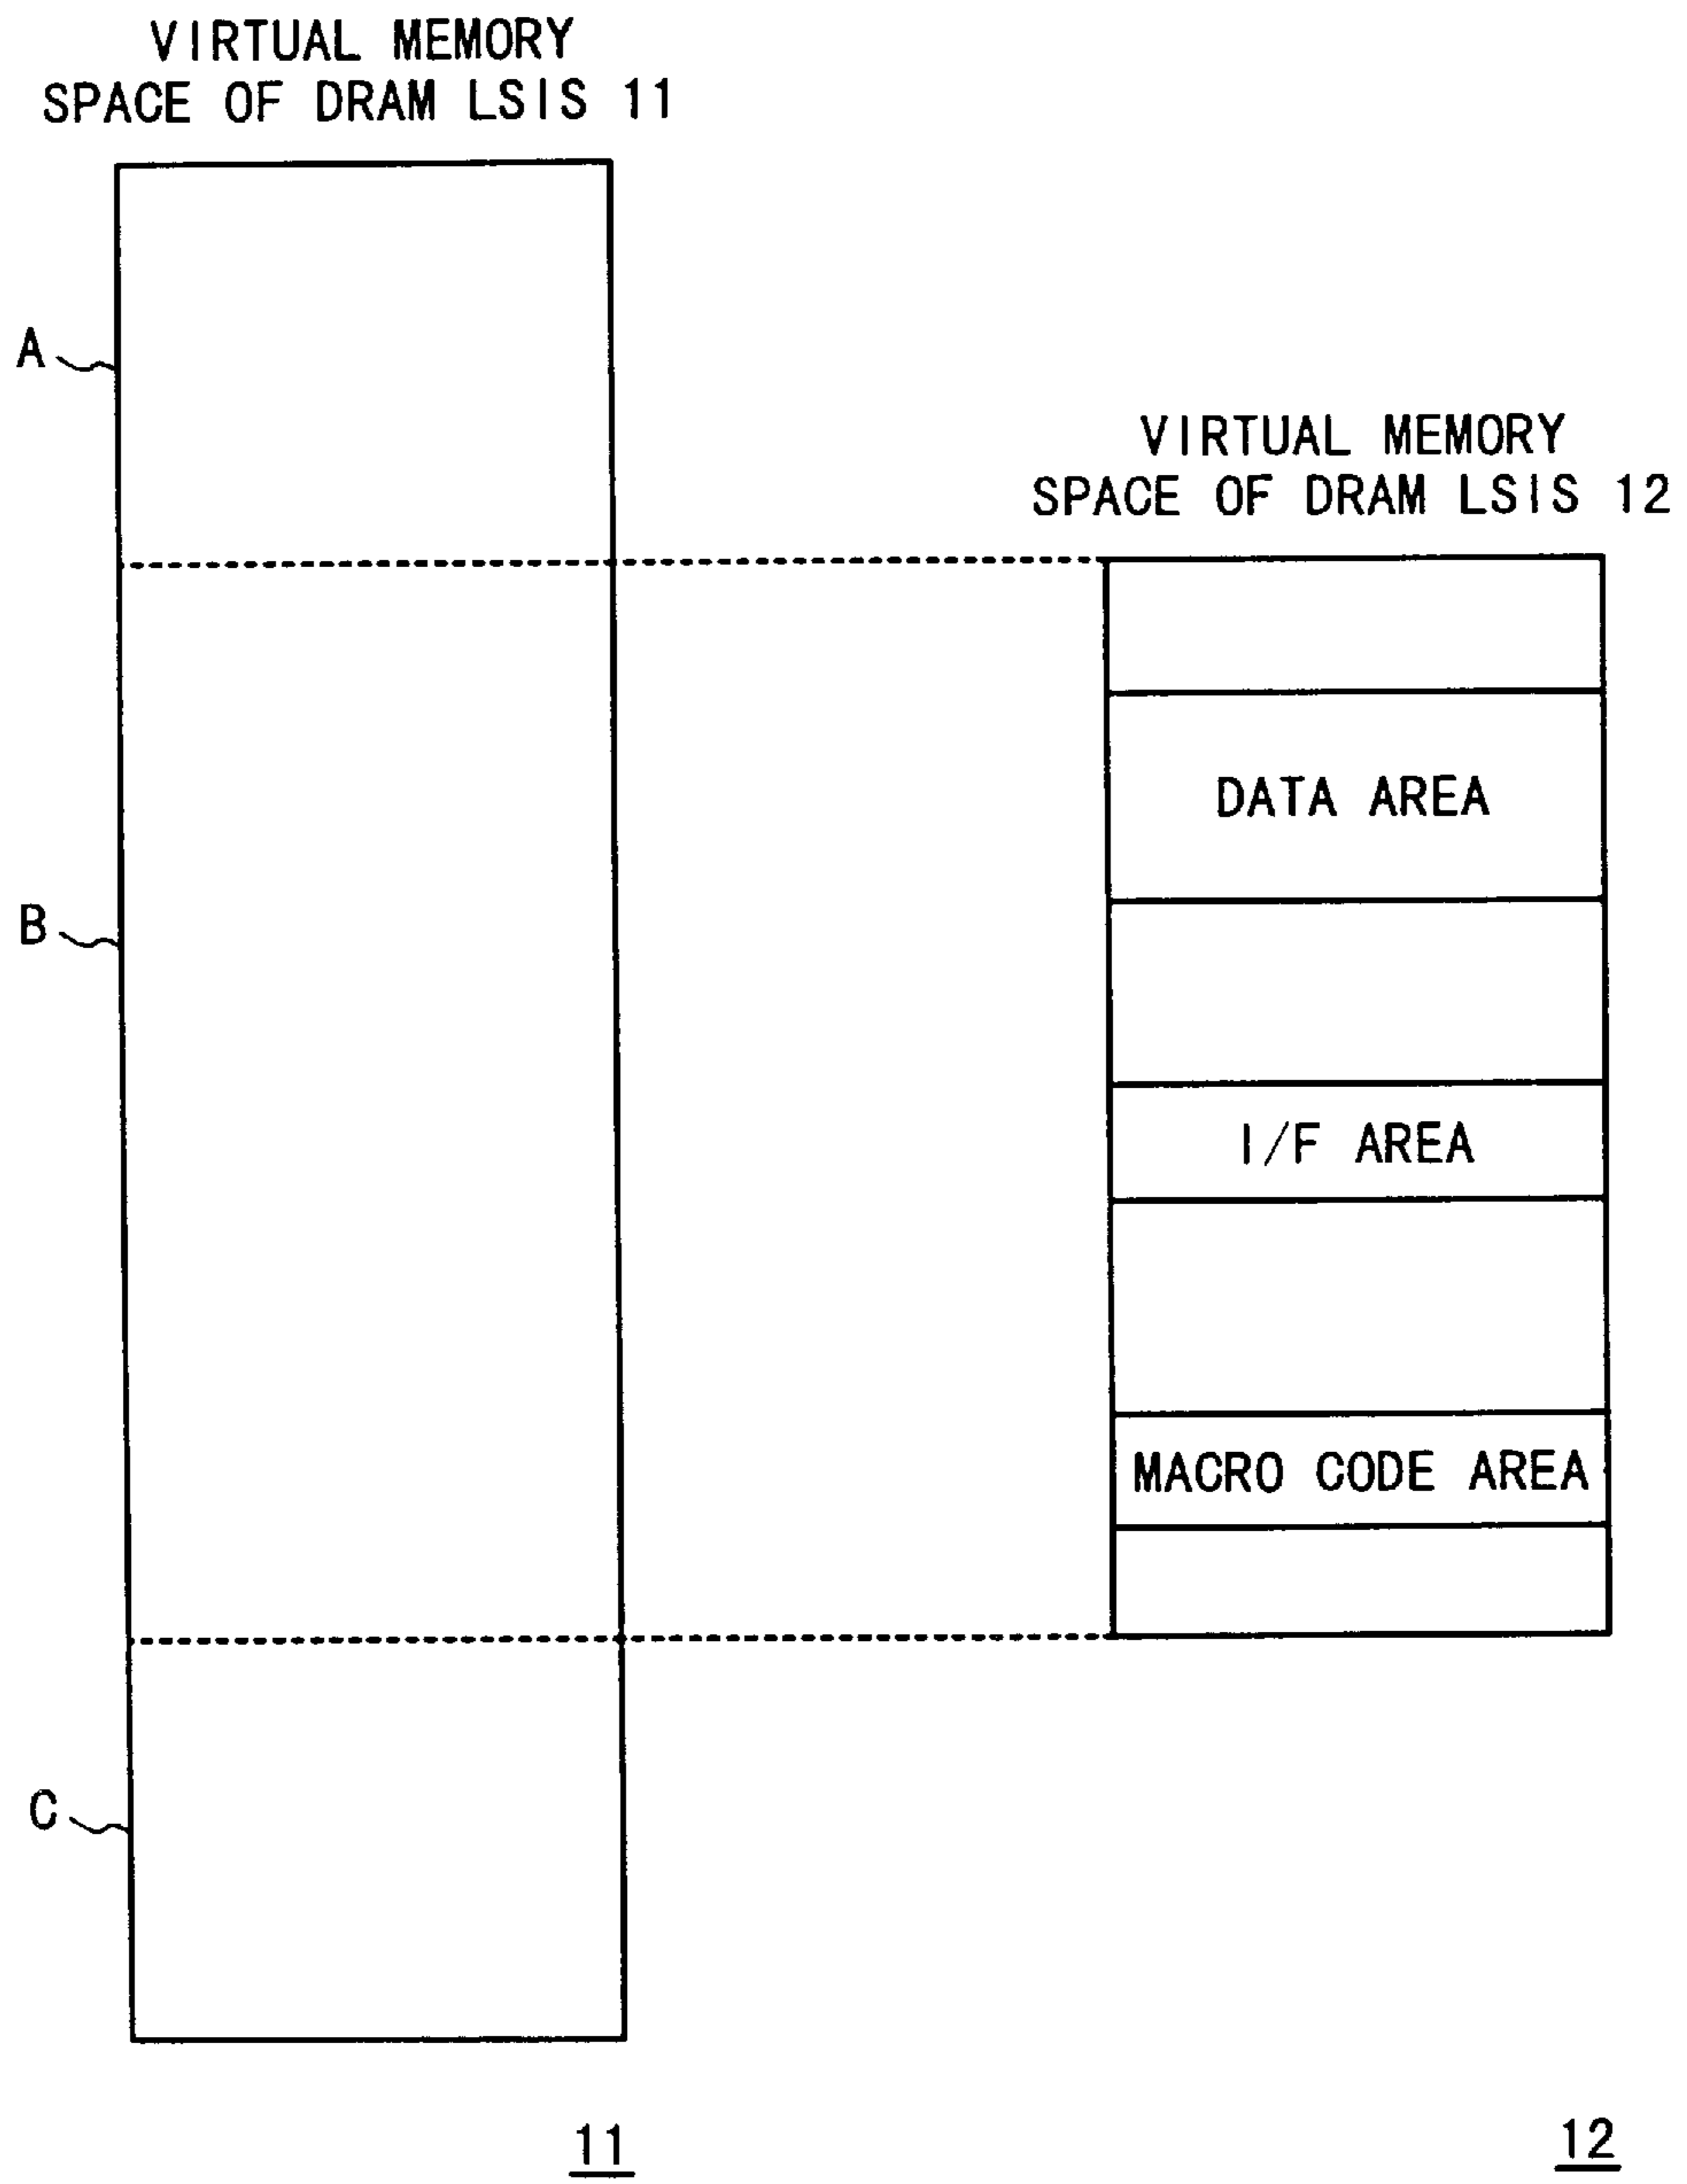 VIRTUAL MEMORY
SPACE OF DRAM LSIS 11
A
VIRTUAL MEMORY
SPACE OF DRAM LSIS 12
DATA AREA
B
I/F AREA
MACRO CODE AREA
C
11
12